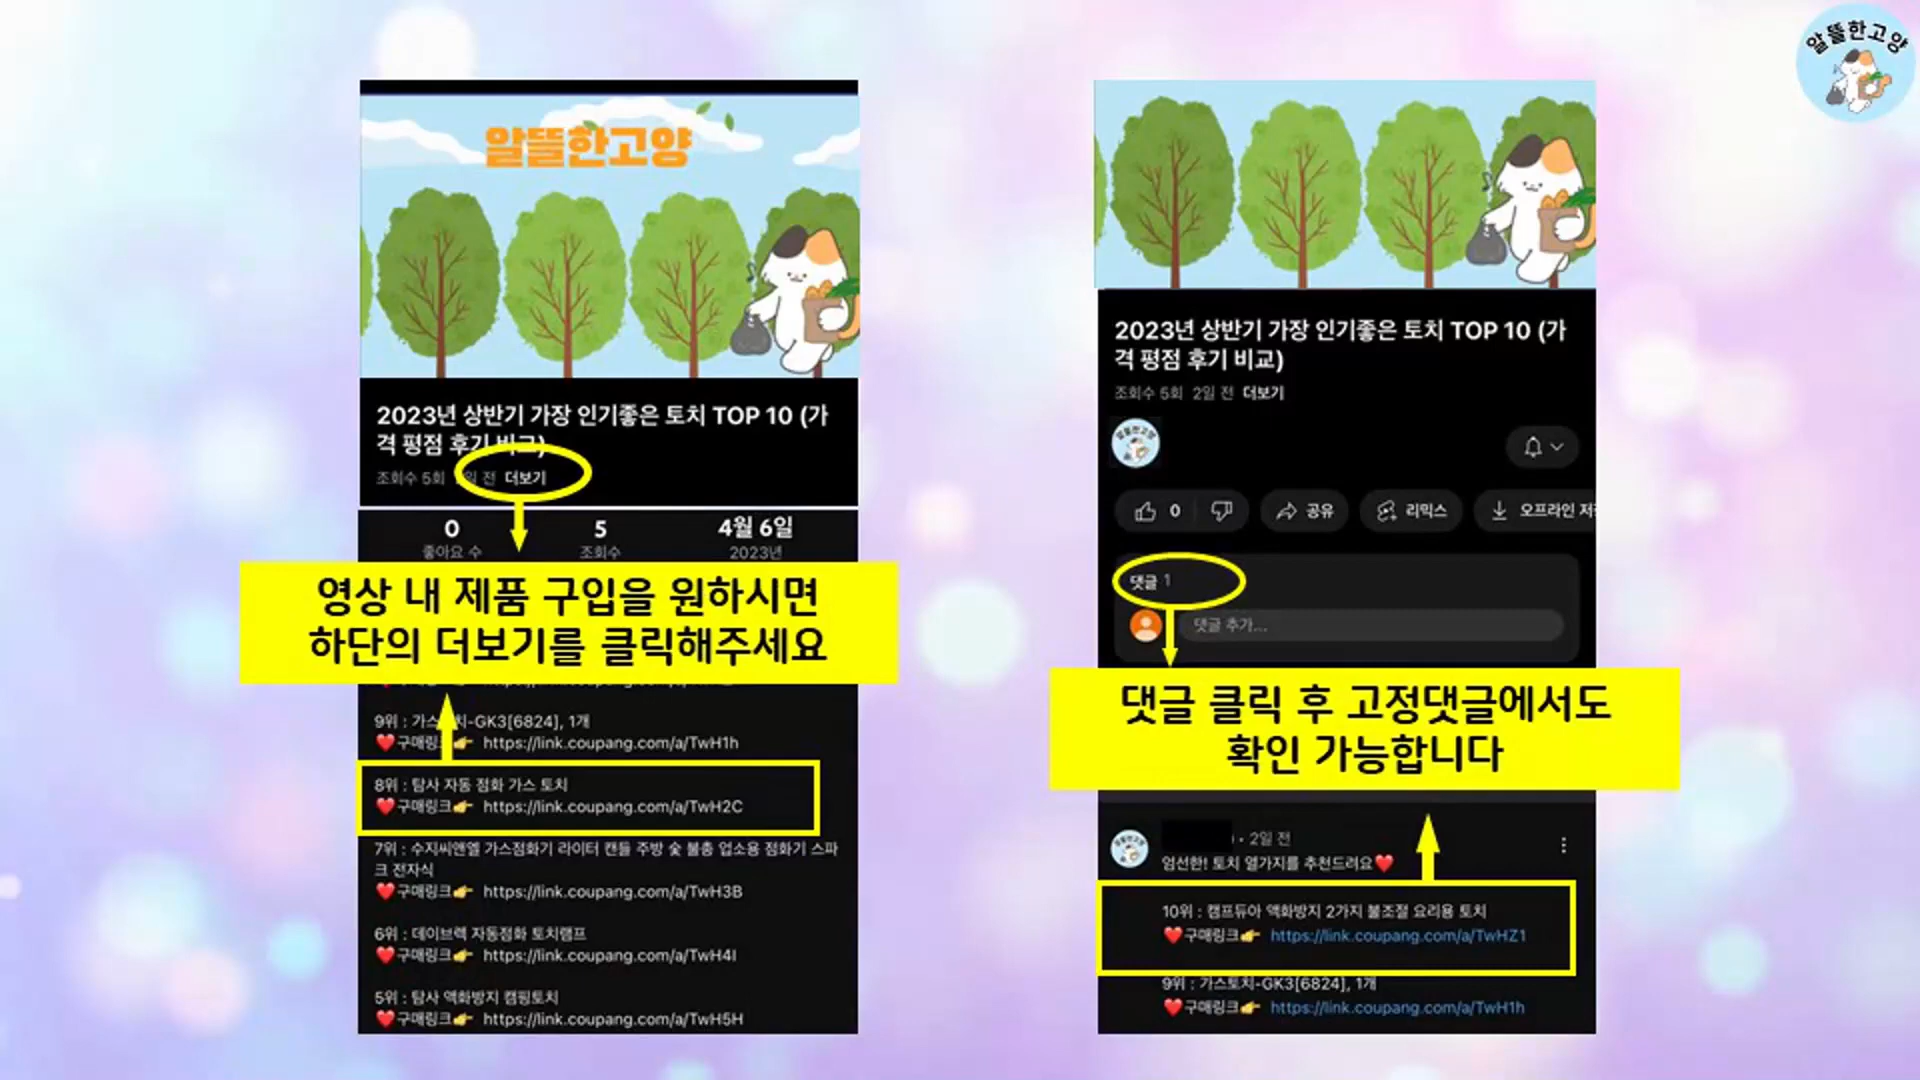 알뜰한고양
알뜰한고양
2023년 상반기 가장 인기좋은 토치 TOP 10 (가
격 평점 후기 비교)
조회수 5회
일 전 더보기
0
5
4월 6일
좋아요 수
조회수
2023년
영상 내 제품 구입을 원하시면
하단의 더보기를 클릭해주세요
9위 : 가스토치-GK3[6824], 1개
❤️구매링크👉 https://link.coupang.com/a/TwH1h
8위 : 탐사 자동 점화 가스 토치
❤️구매링크👉 https://link.coupang.com/a/TwH2C
7위 : 수지씨앤엘 가스점화기 라이터 캔들 주방 숯 불총 업소용 점화기 스파
크 전자식
❤️구매링크👉 https://link.coupang.com/a/TwH3B
6위 : 데이브렉 자동점화 토치램프
❤️구매링크👉 https://link.coupang.com/a/TwH4I
5위 : 탐사 액화방지 캠핑토치
❤️구매링크👉 https://link.coupang.com/a/TwH5H
2023년 상반기 가장 인기좋은 토치 TOP 10 (가
격 평점 후기 비교)
조회수 5회 2일 전 더보기
알뜰한고양
0
공유
리믹스
오프라인 저
댓글 1
댓글 추가...
댓글 클릭 후 고정댓글에서도
확인 가능합니다
알뜰한고양
• 2일 전
엄선한! 토치 열가지를 추천드려요❤️
10위 : 캠프듀아 액화방지 2가지 불조절 요리용 토치
❤️구매링크👉 https://link.coupang.com/a/TwHZ1
9위 : 가스토치-GK3[6824], 1개
❤️구매링크👉 https://link.coupang.com/a/TwH1h